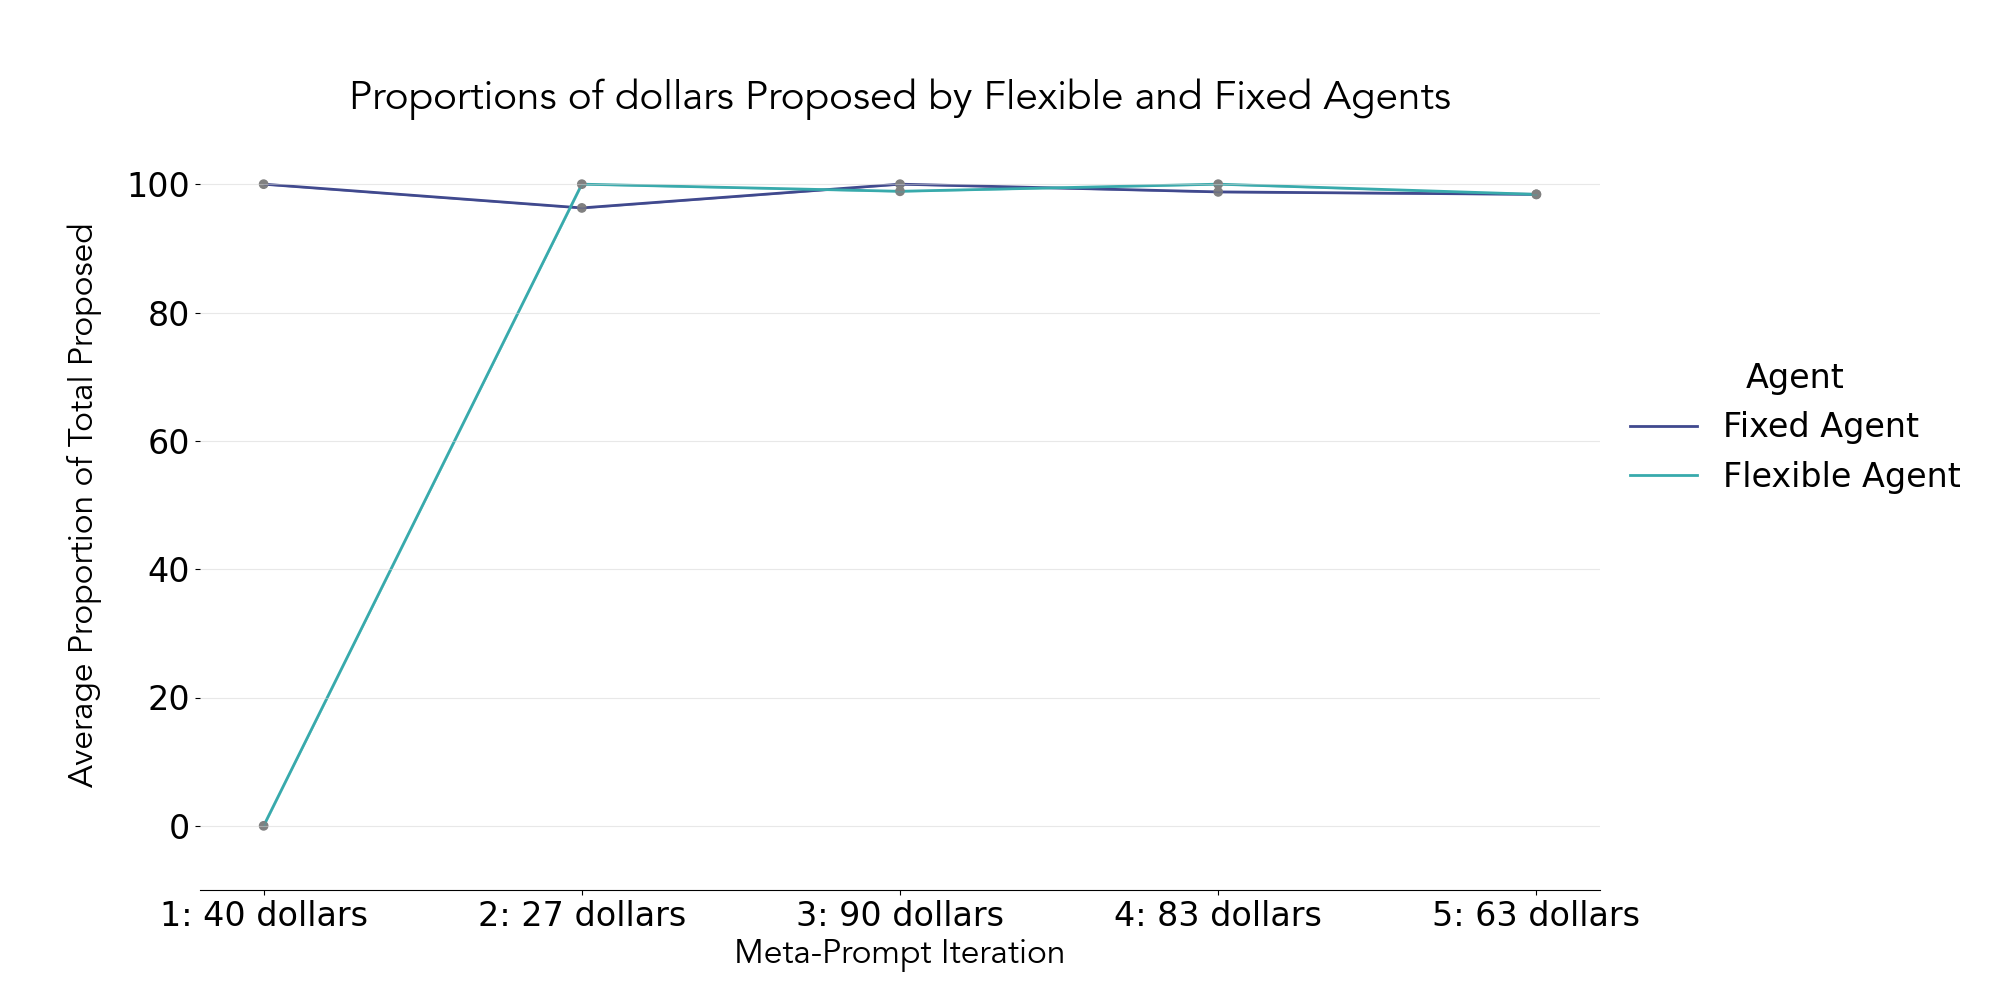 Proportions of dollars Proposed by Flexible and Fixed Agents
Average Proportion of Total Proposed
100
80
60
40
20
0
1: 40 dollars
2: 27 dollars
3: 90 dollars
4: 83 dollars
5: 63 dollars
Meta-Prompt Iteration
Agent
Fixed Agent
Flexible Agent